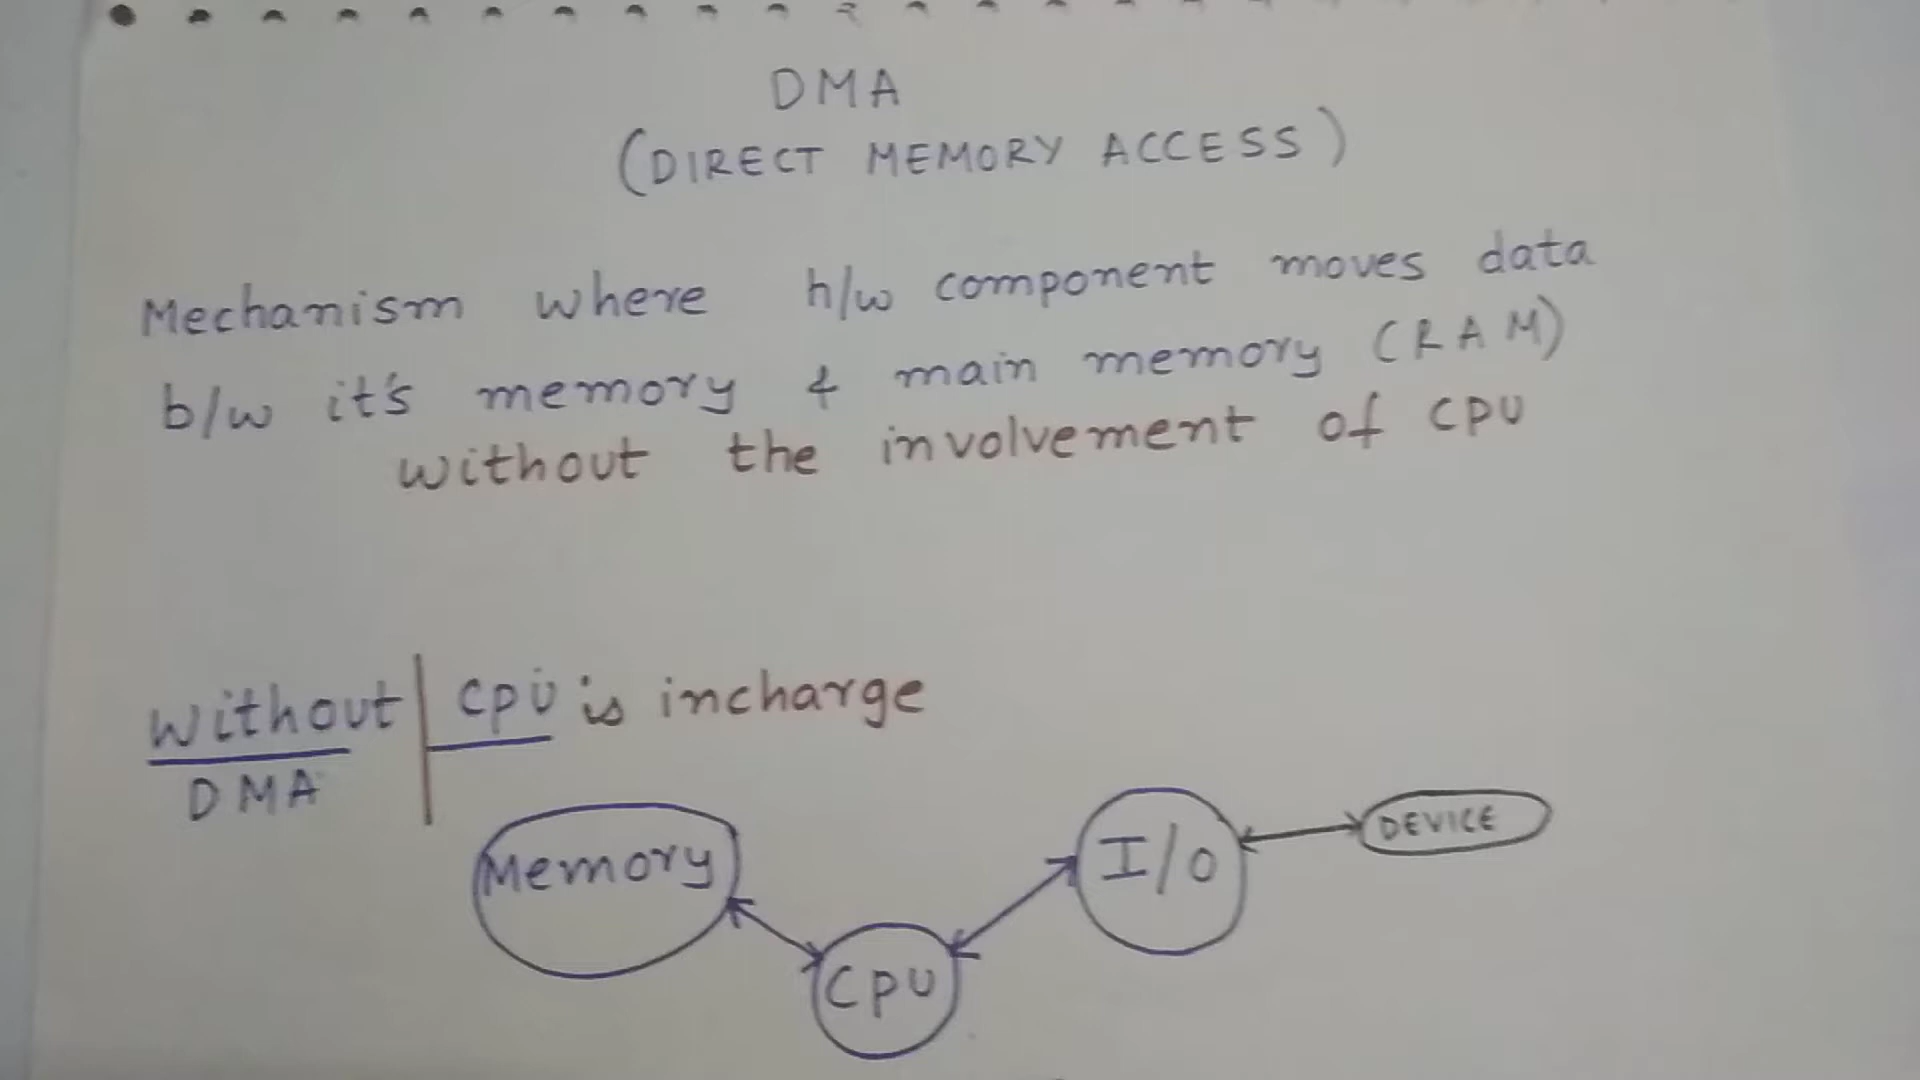 DMA
(DIRECT MEMORY ACCESS)
Mechanism where h/w component moves data
b/w it's memory & main memory (RAM)
without the involvement of CPU
Without CPU is incharge
DMA
Memory
I/O
DEVICE
CPU